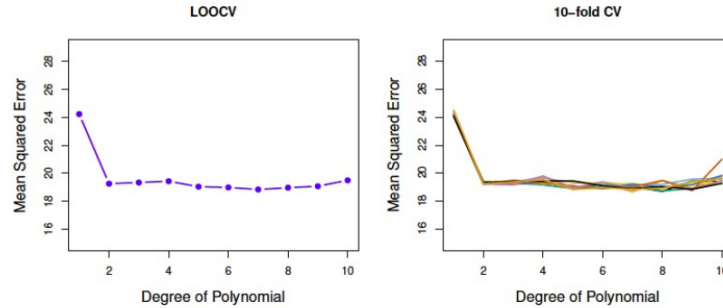 LOOCV
Mean Squared Error
28
26
24
22
20
18
16
2 4 6 8 10
Degree of Polynomial
10-fold CV
Mean Squared Error
28
26
24
22
20
18
16
2 4 6 8 10
Degree of Polynomial